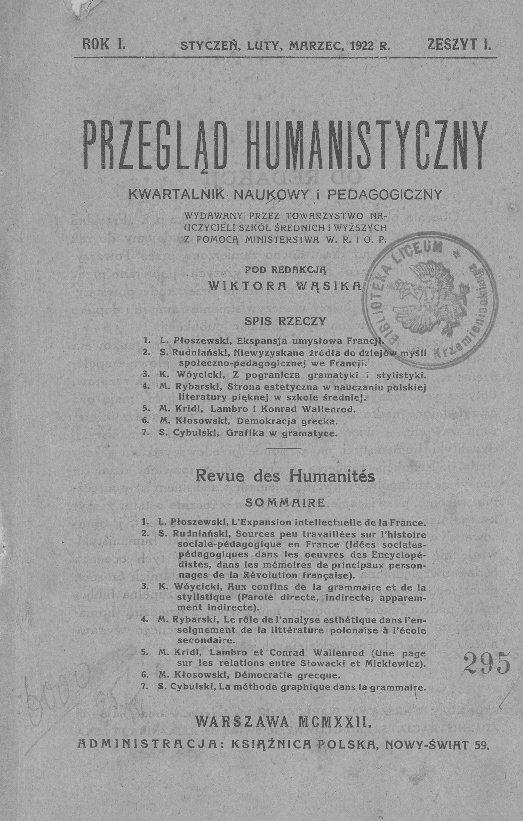 ROK I. STYCZEŃ, LUTY, MARZEC, 1922 R. ZESZYT I.
PRZEGLĄD HUMANISTYCZNY
KWARTALNIK NAUKOWY i PEDAGOGICZNY
WYDAWANY PRZEZ TOWARZYSTWO NA-
UCZYCIELI SZKÓŁ ŚREDNICH I WYŻSZYCH
Z POMOCĄ MINISTERSTWA W. R. I O. P.
POD REDAKCJĄ
WIKTORA WĄSIKA
BIBLIOTEKA LICEUM
Krzemienieckiego
SPIS RZECZY
1. L. Płoszewski, Ekspansja umysłowa Francji.
2. S. Rudniański, Niewyzyskane źródła do dziejów myśli
społeczno-pedagogicznej we Francji.
3. K. Wóycicki, Z pogranicza gramatyki i stylistyki.
4. M. Rybarski, Strona estetyczna w nauczaniu polskiej
literatury pięknej w szkole średniej.
5. M. Kridl, Lambro i Konrad Wallenrod.
6. M. Kłosowski, Demokracja grecka.
7. S. Cybulski, Grafika w gramatyce.
Revue des Humanités
SOMMAIRE
1. L. Płoszewski, L'Expansion intellectuelle de la France.
2. S. Rudniański, Sources peu travaillées sur l'histoire
sociale-pédagogique en France (Idées sociales-
pédagogiques dans les oeuvres des Encyclopé-
distes, dans les mémoires de principaux person-
nages de la Révolution française).
3. K. Wóycicki, Aux confins de la grammaire et de la
stylistique (Parole directe, indirecte, apparem-
ment indirecte).
4. M. Rybarski, Le rôle de l'analyse esthétique dans l'en-
seignement de la littérature polonaise à l'école
secondaire.
5. M. Kridl, Lambro et Conrad Wallenrod (Une page
sur les relations entre Słowacki et Mickiewicz).
6. M. Kłosowski, Démocratie grecque.
7. S. Cybulski, La méthode graphique dans la grammaire.
295
WARSZAWA MCMXXII.
ADMINISTRACJA: KSIĄŻNICA POLSKA, NOWY-ŚWIAT 59.